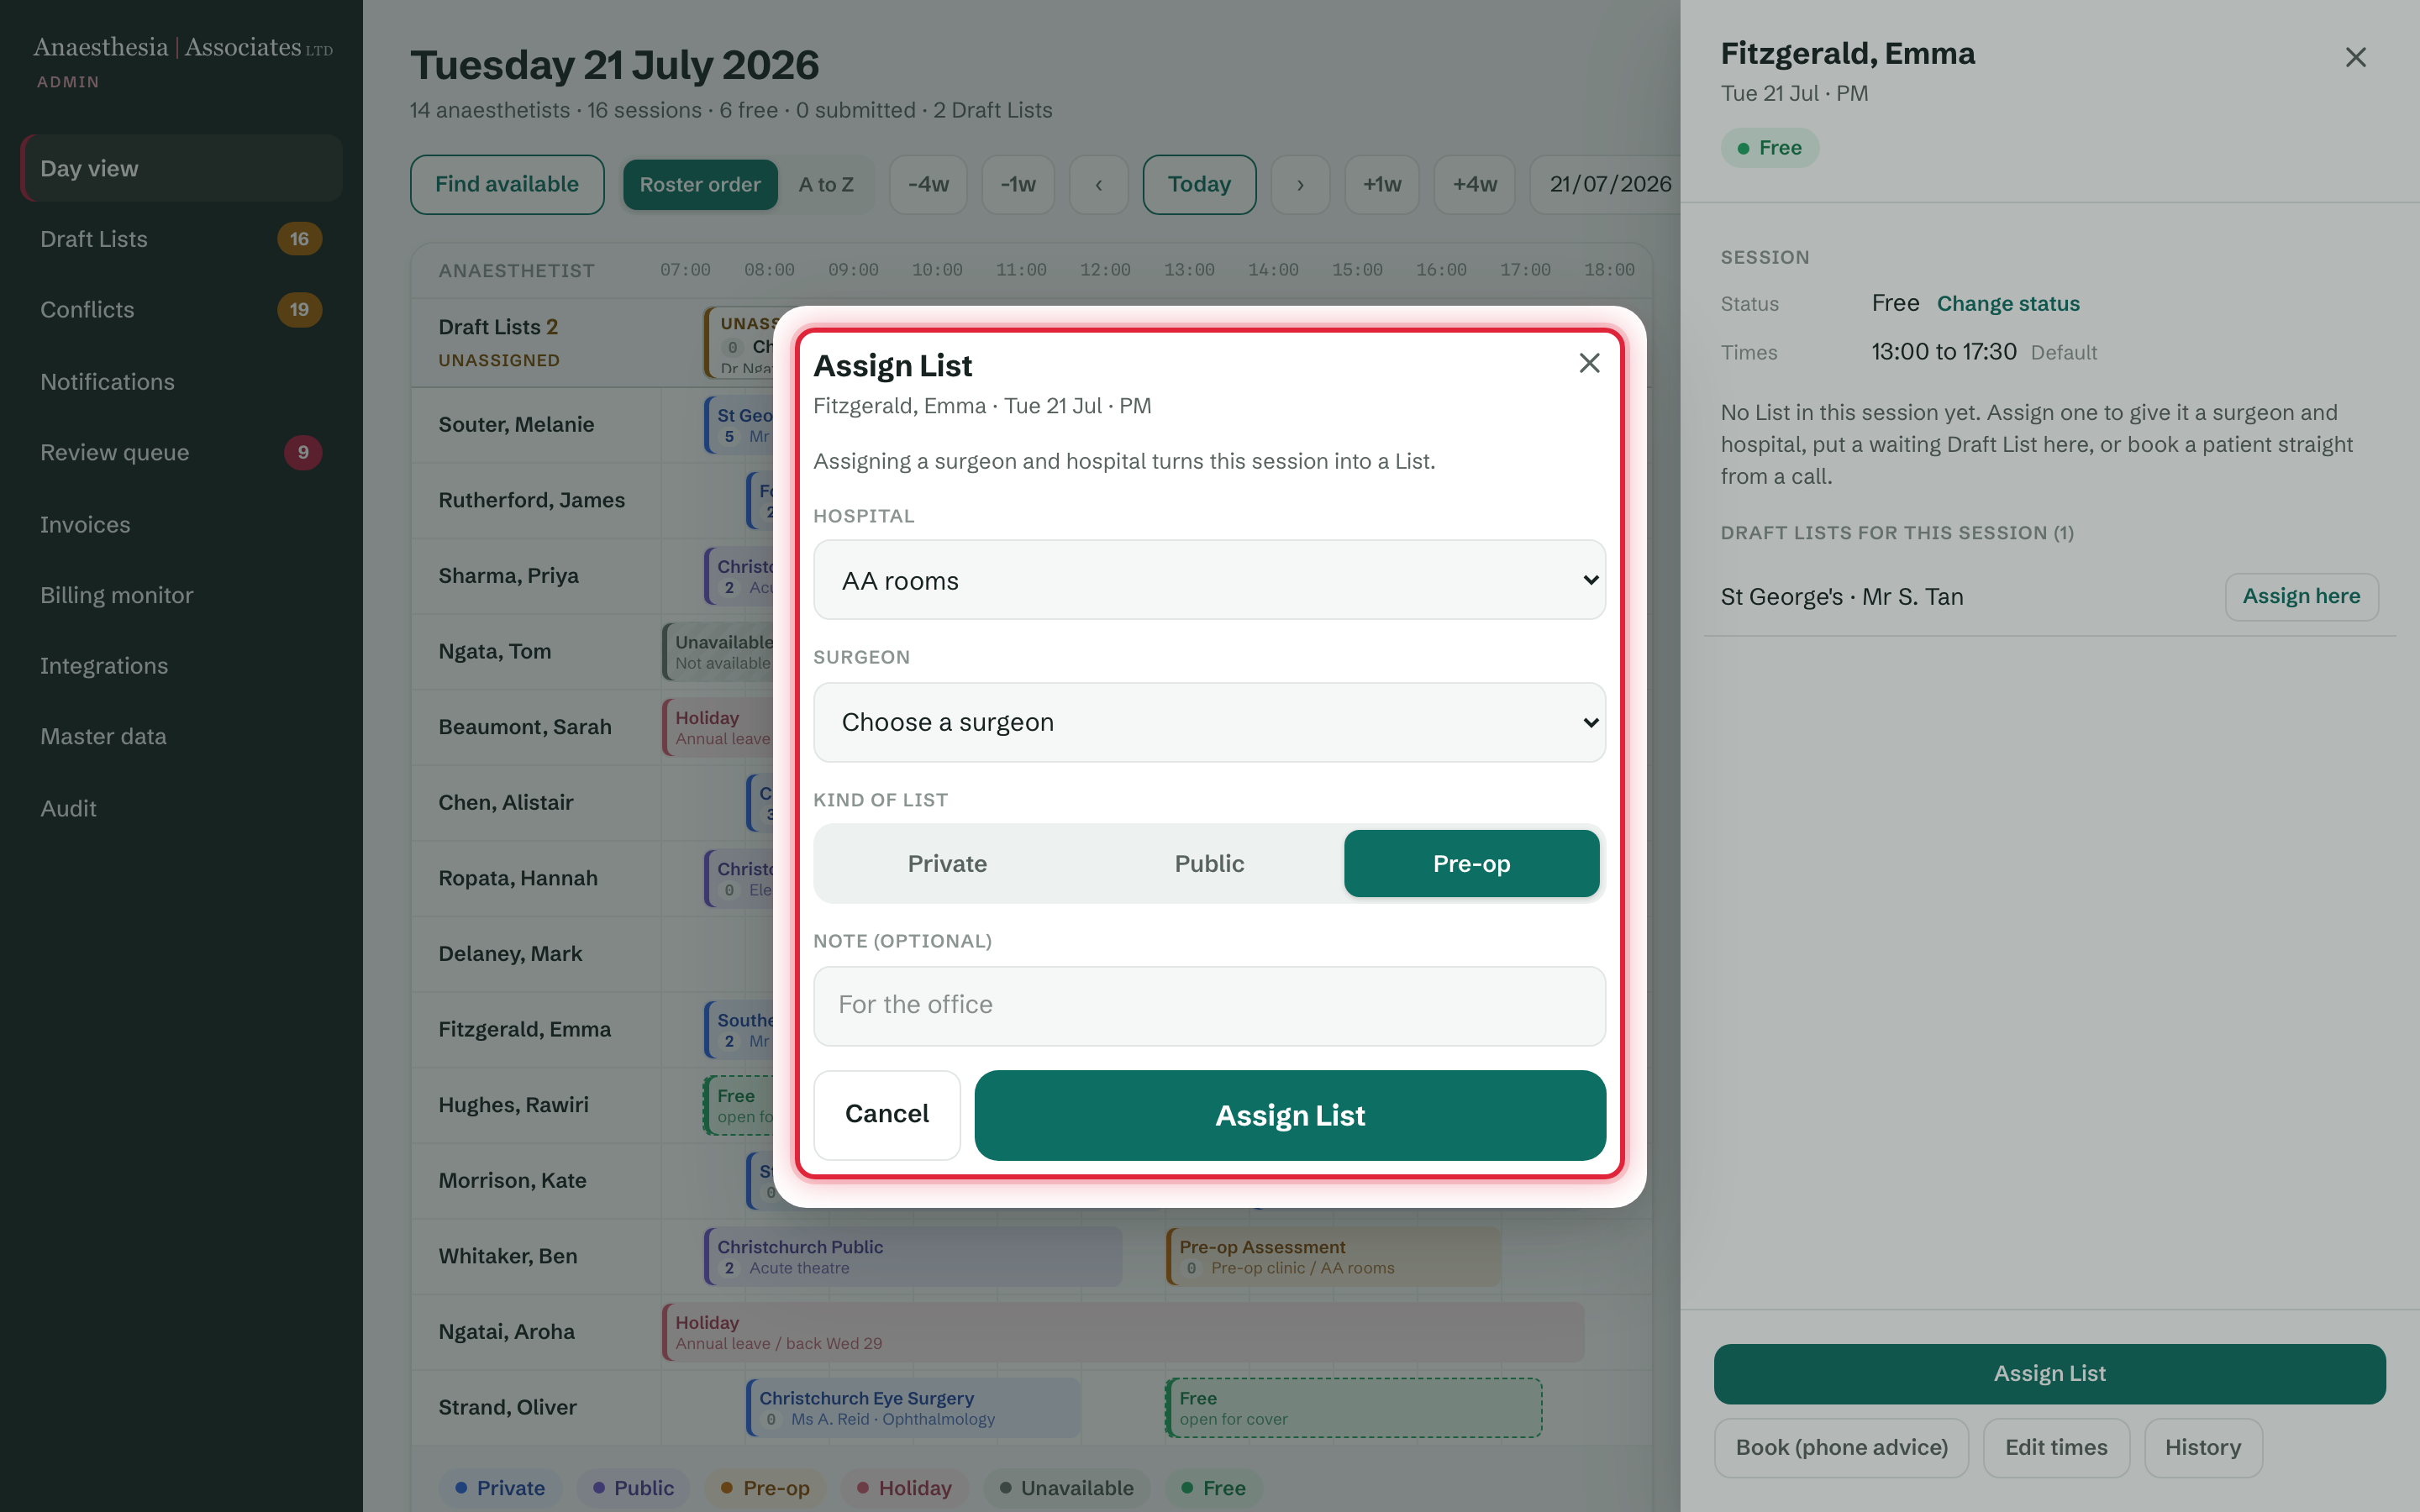 Anaesthesia | Associates LTD
ADMIN
Day view
Draft Lists 16
Conflicts 19
Notifications
Review queue 9
Invoices
Billing monitor
Integrations
Master data
Audit
Tuesday 21 July 2026
14 anaesthetists · 16 sessions · 6 free · 0 submitted · 2 Draft Lists
Find available Roster order A to Z -4w -1w ‹ Today › +1w +4w 21/07/2026
ANAESTHETIST 07:00 08:00 09:00 10:00 11:00 12:00 13:00 14:00 15:00 16:00 17:00 18:00
Draft Lists 2
UNASSIGNED
0
Souter, Melanie
5 Mr
Rutherford, James
Sharma, Priya
2
Ngata, Tom
Unavailable
Not available
Beaumont, Sarah
Holiday
Annual leave
Chen, Alistair
Ropata, Hannah
0
Delaney, Mark
Fitzgerald, Emma
2 Mr
Hughes, Rawiri
Free
open
Morrison, Kate
0
Whitaker, Ben
Christchurch Public
2 Acute theatre
Pre-op Assessment
0 Pre-op clinic / AA rooms
Ngatai, Aroha
Holiday
Annual leave / back Wed 29
Strand, Oliver
Christchurch Eye Surgery
0 Ms A. Reid · Ophthalmology
Free
open for cover
Private Public Pre-op Holiday Unavailable Free
Assign List
Fitzgerald, Emma · Tue 21 Jul · PM
Assigning a surgeon and hospital turns this session into a List.
HOSPITAL
AA rooms
SURGEON
Choose a surgeon
KIND OF LIST
Private Public Pre-op
NOTE (OPTIONAL)
For the office
Cancel Assign List
Fitzgerald, Emma
Tue 21 Jul · PM
Free
SESSION
Status Free Change status
Times 13:00 to 17:30 Default
No List in this session yet. Assign one to give it a surgeon and
hospital, put a waiting Draft List here, or book a patient straight
from a call.
DRAFT LISTS FOR THIS SESSION (1)
St George's · Mr S. Tan Assign here
Assign List
Book (phone advice) Edit times History